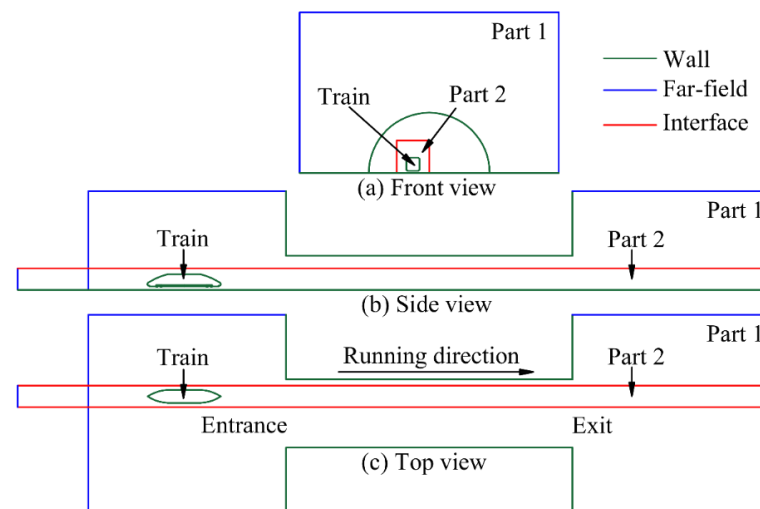 Part 1
Wall
Far-field
Interface
Train
Part 2
(a) Front view
Train
Part 2
Part 1
(b) Side view
Train
Running direction
Part 2
Part 1
Entrance
Exit
(c) Top view